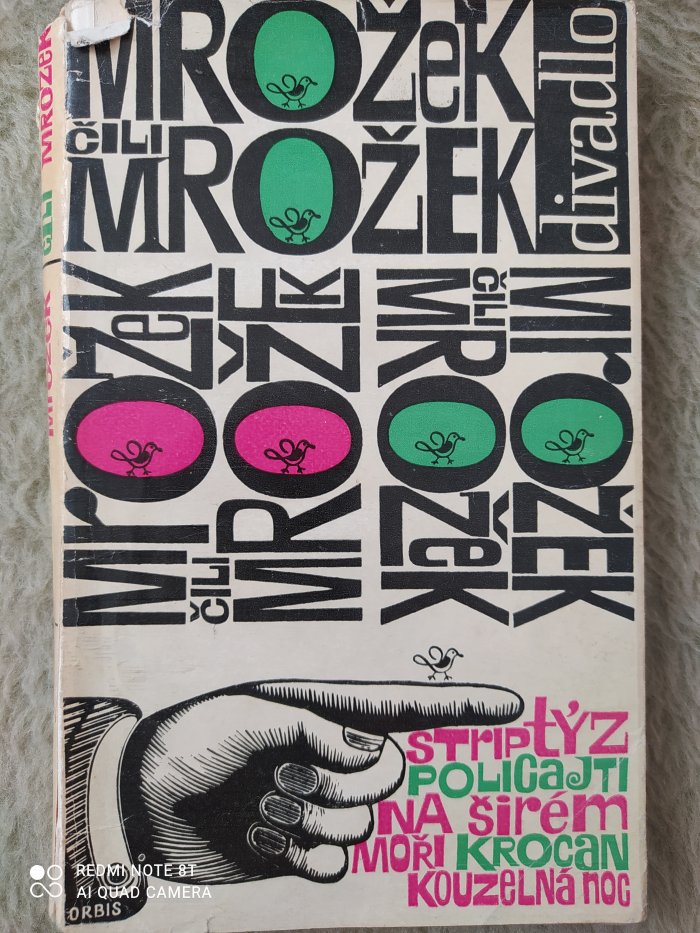 MROŽeK
ČILI
MROŽEK
divadlo
MrOŽeK
ČILI
MROŽEK
MROŽeK
ČILI
MrOŽEK
MROŽEK
ČILI
MROŽEK
STripTÝZ
POLICAJTI
NA ŠIRÉM
MOŘI KROCAN
KOUZELNÁ NOC
ORBIS
REDMI NOTE 8T
AI QUAD CAMERA